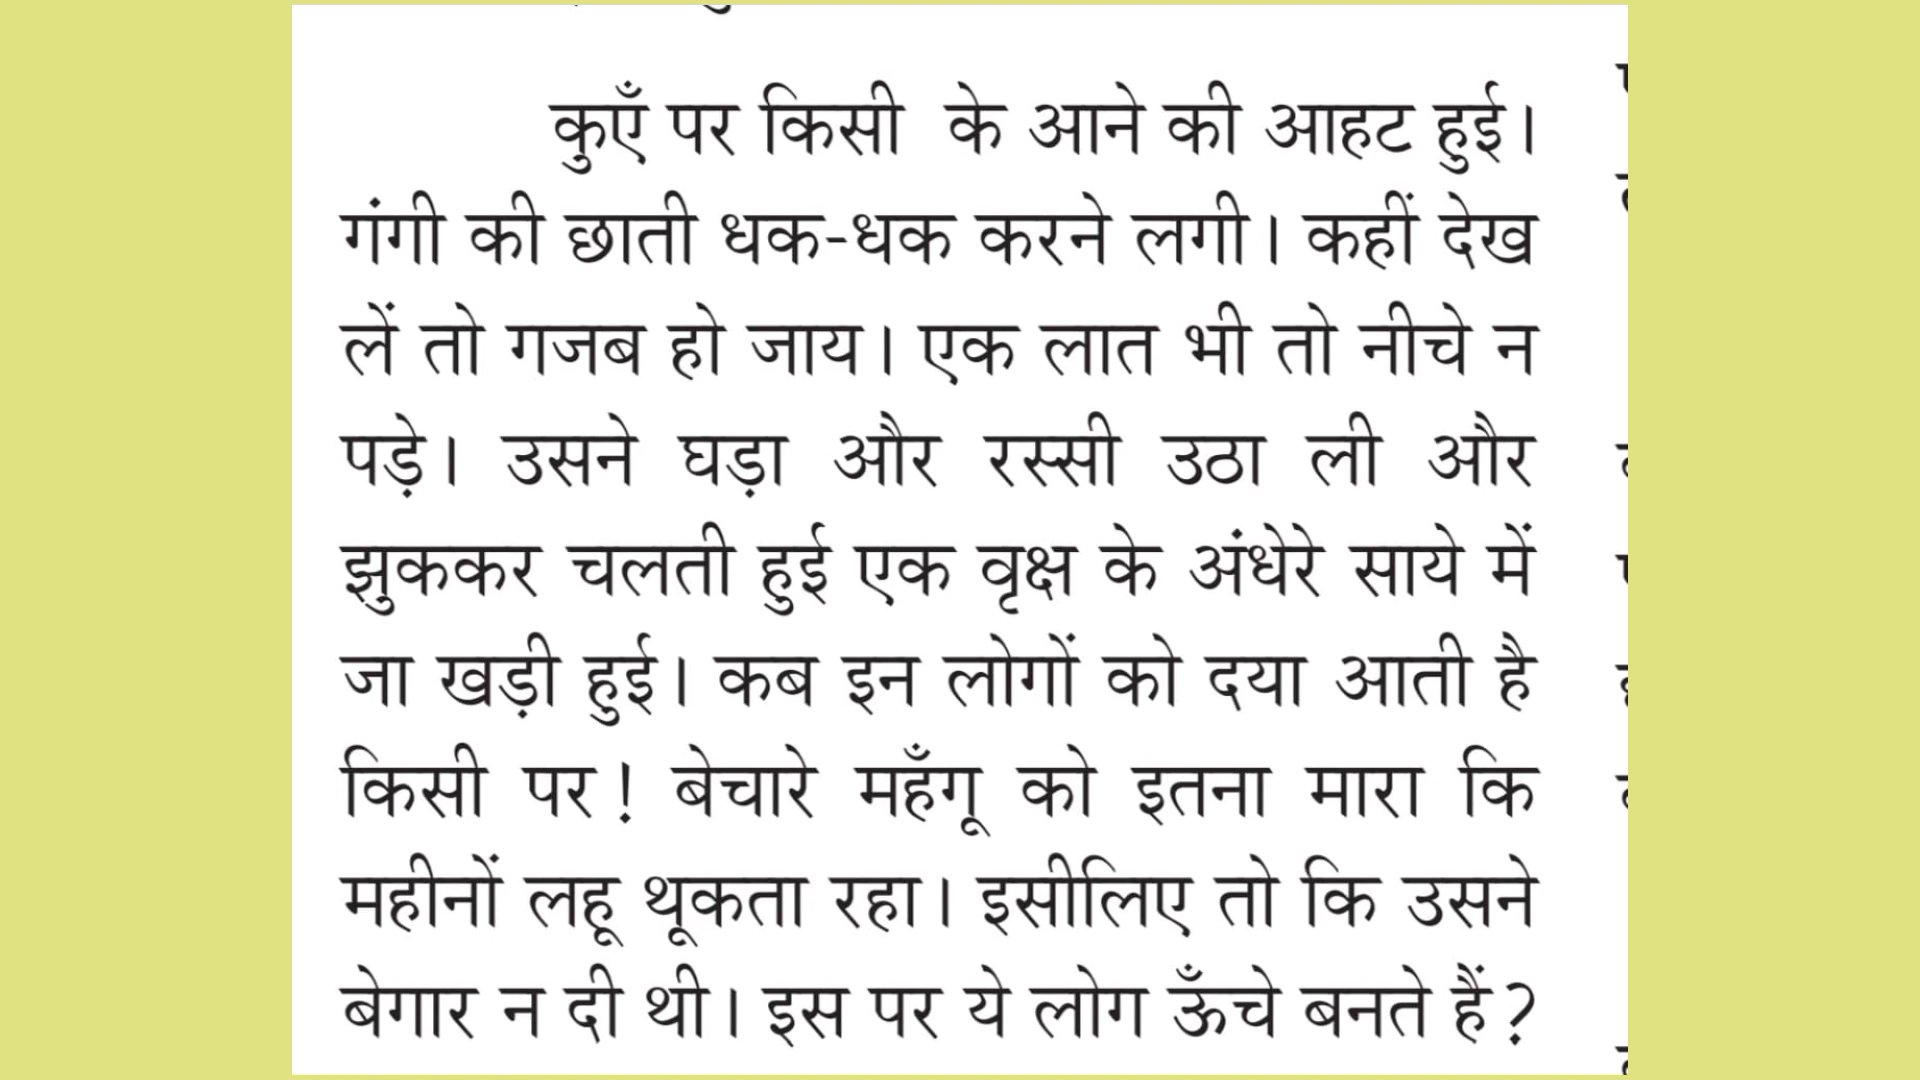 कुएँ पर किसी के आने की आहट हुई।
गंगी की छाती धक-धक करने लगी। कहीं देख
लें तो गजब हो जाय। एक लात भी तो नीचे न
पड़े। उसने घड़ा और रस्सी उठा ली और
झुककर चलती हुई एक वृक्ष के अंधेरे साये में
जा खड़ी हुई। कब इन लोगों को दया आती है
किसी पर! बेचारे महँगू को इतना मारा कि
महीनों लहू थूकता रहा। इसीलिए तो कि उसने
बेगार न दी थी। इस पर ये लोग ऊँचे बनते हैं?